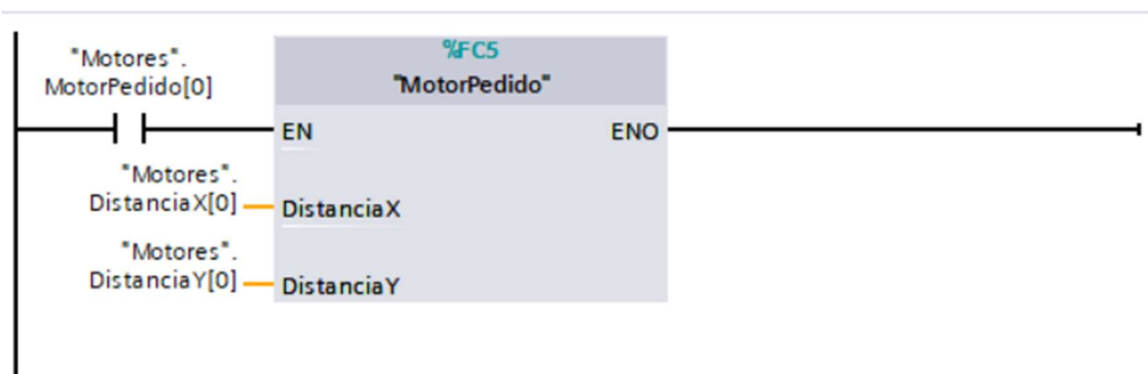 "Motores".
MotorPedido[0]
%FC5
"MotorPedido"
EN
ENO
"Motores".
DistanciaX[0]
DistanciaX
"Motores".
DistanciaY[0]
DistanciaY